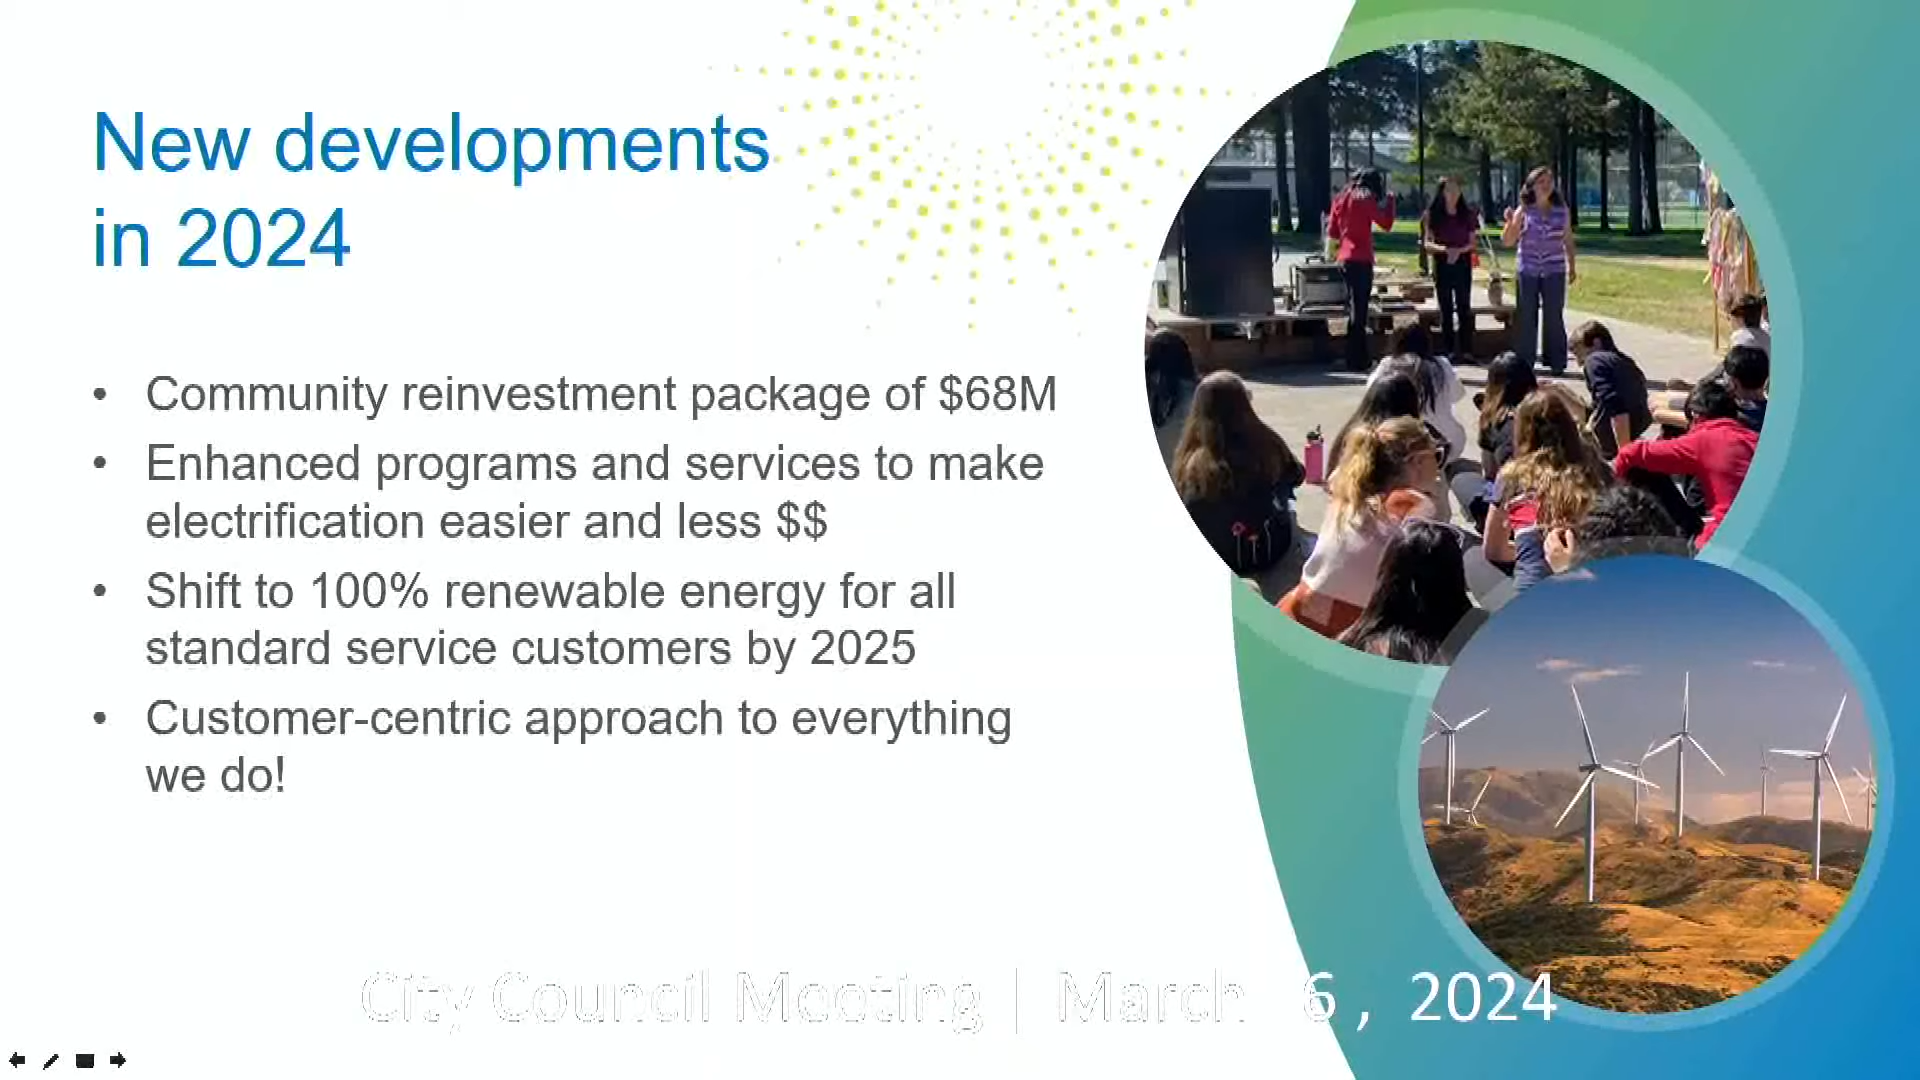 New developments
in 2024
• Community reinvestment package of $68M
• Enhanced programs and services to make
electrification easier and less $$
• Shift to 100% renewable energy for all
standard service customers by 2025
• Customer-centric approach to everything
we do!
City Council Meeting | March 6 , 2024